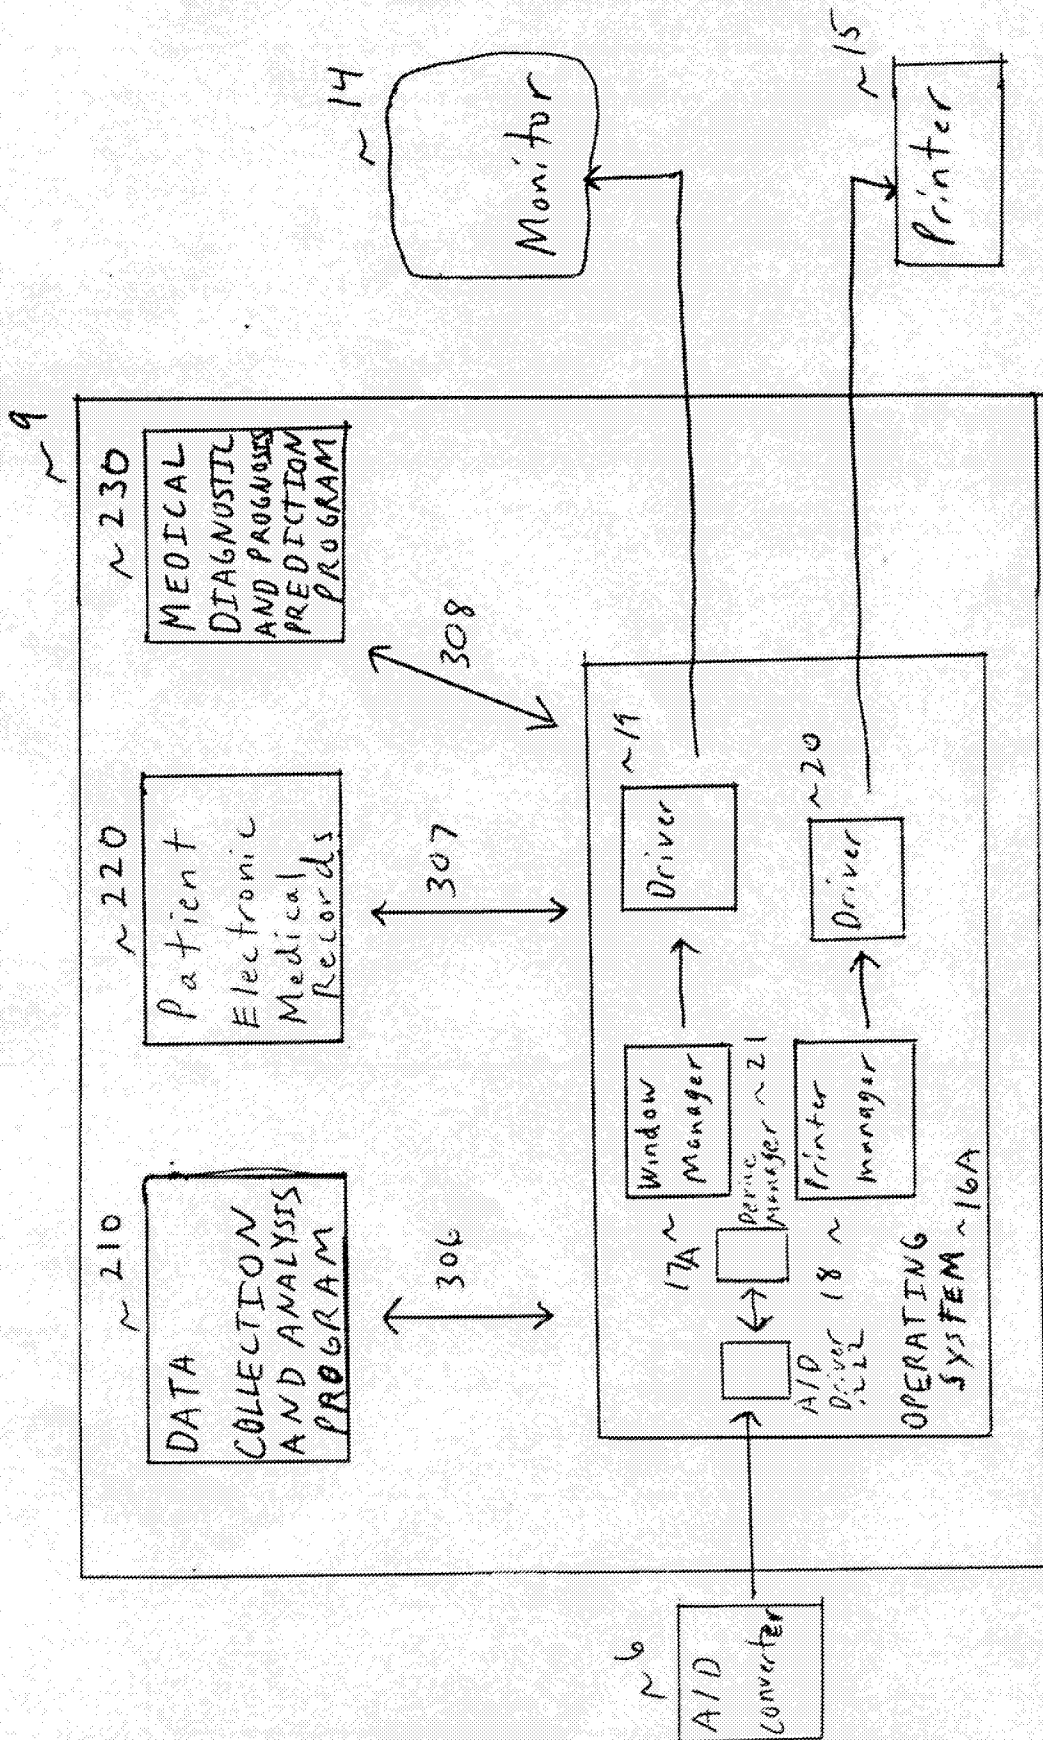 ~ 9
~ 210
DATA
COLLECTION
AND ANALYSIS
PROGRAM
~ 220
Patient
Electronic
Medical
Records
~ 230
MEDICAL
DIAGNOSTIC
AND PROGNOSIS
PREDICTION
PROGRAM
306
307
308
~ 14
Monitor
~ 15
Printer
~ 6
A/D
Converter
A/D
Driver
~ 22
Manager ~ 21
17A ~
Window
Manager
~ 19
Driver
18 ~
Printer
manager
~ 20
Driver
OPERATING
SYSTEM ~ 16A